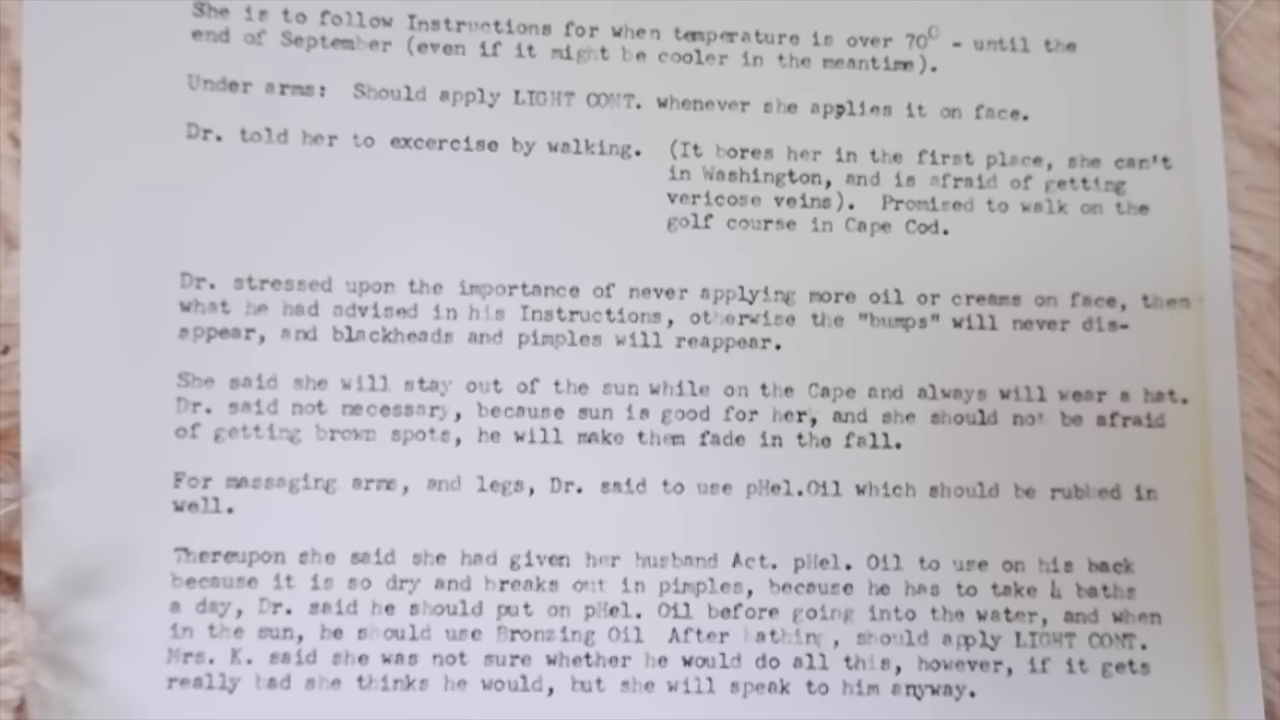 She is to follow Instructions for when temperature is over 70⁰ - until the
end of September (even if it might be cooler in the meantime).
Under arms: Should apply LIGHT CONT. whenever she applies it on face.
Dr. told her to excercise by walking. (It bores her in the first place, she can't
in Washington, and is afraid of getting
vericose veins). Promised to walk on the
golf course in Cape Cod.
Dr. stressed upon the importance of never applying more oil or creams on face, then
what he had advised in his Instructions, otherwise the "bumps" will never dis-
appear, and blackheads and pimples will reappear.
She said she will stay out of the sun while on the Cape and always will wear a hat.
Dr. said not necessary, because sun is good for her, and she should not be afraid
of getting brown spots, he will make them fade in the fall.
For massaging arms, and legs, Dr. said to use pHel.Oil which should be rubbed in
well.
Thereupon she said she had given her husband Act. pHel. Oil to use on his back
because it is so dry and breaks out in pimples, because he has to take 4 baths
a day, Dr. said he should put on pHel. Oil before going into the water, and when
in the sun, he should use Bronzing Oil After bathing, should apply LIGHT CONT.
Mrs. K. said she was not sure whether he would do all this, however, if it gets
really bad she thinks he would, but she will speak to him anyway.